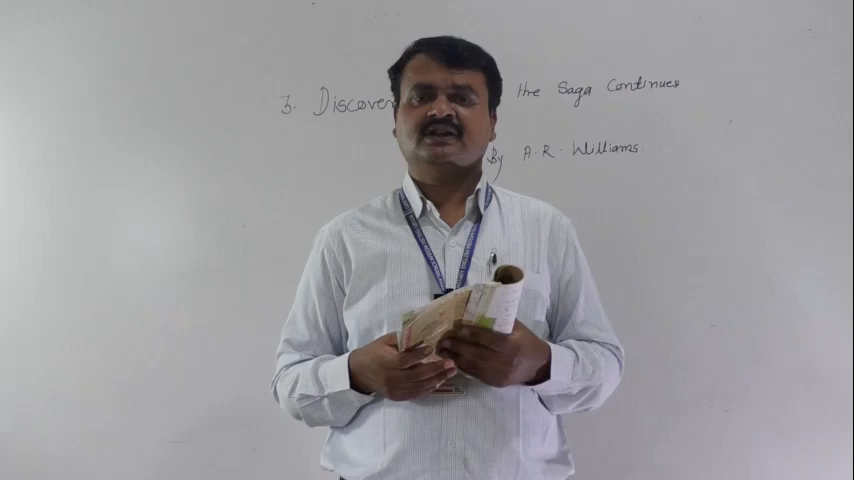 3. Discover the Saga Continues
By A. R. Williams.